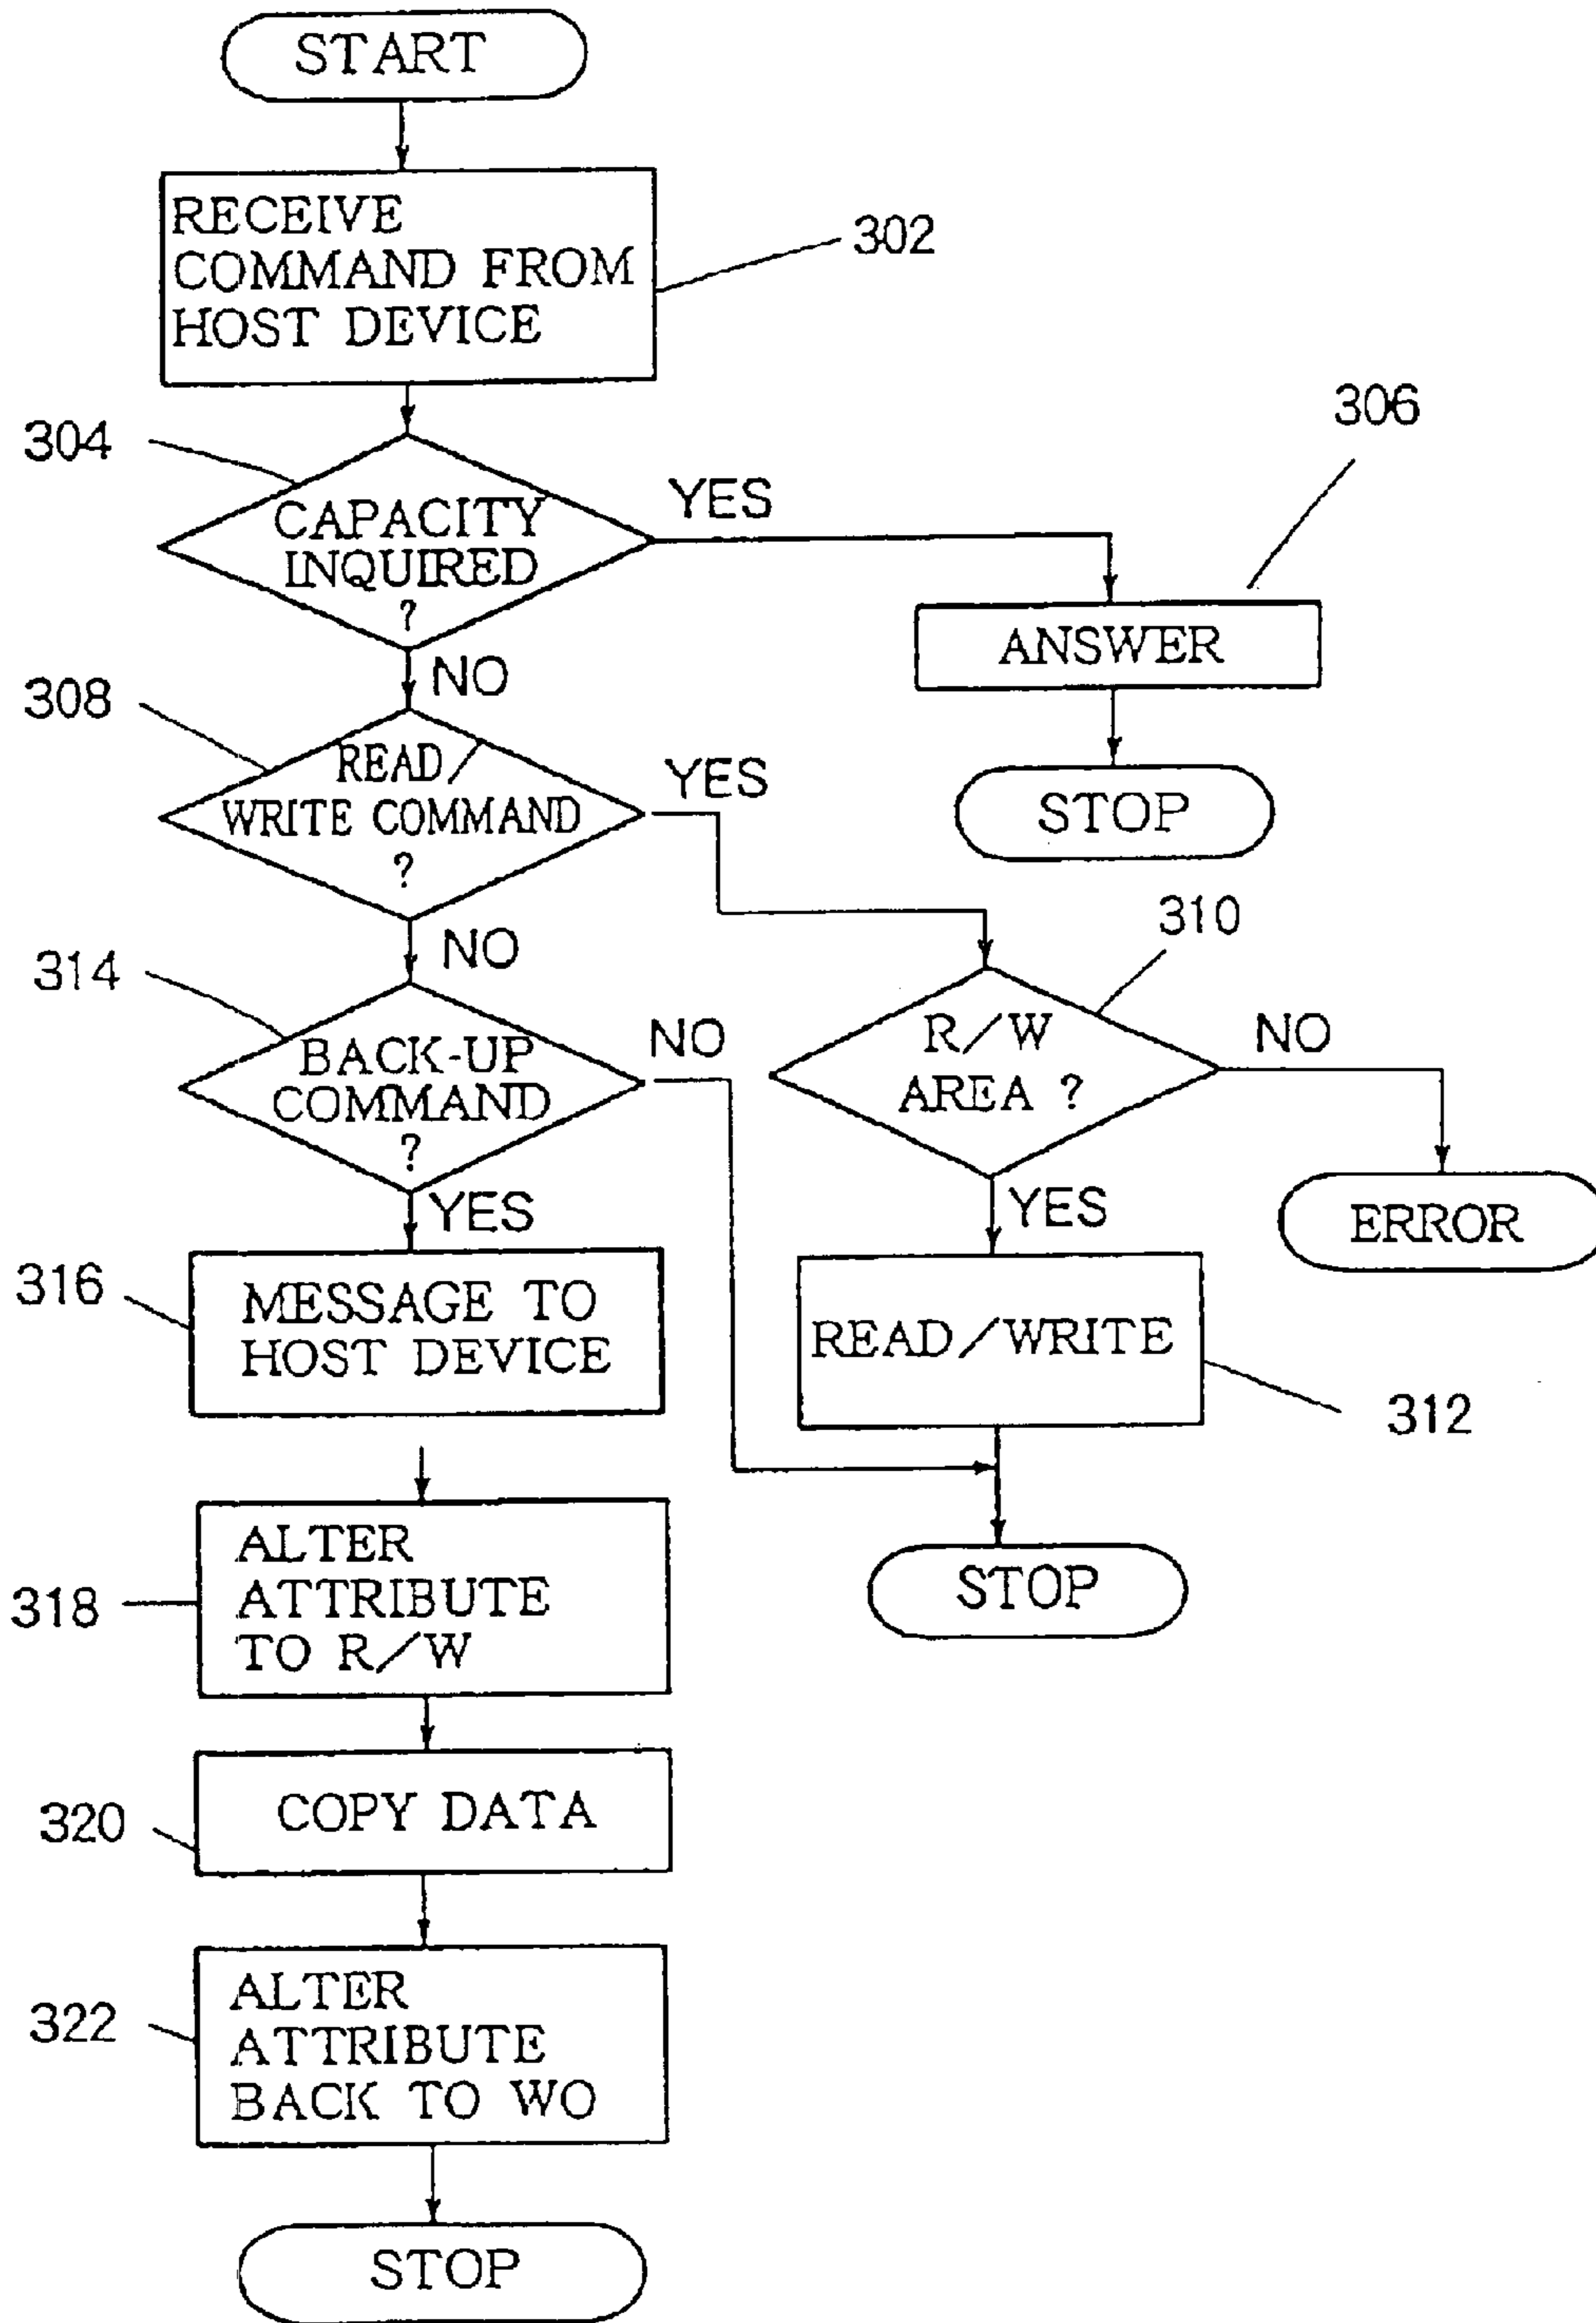 START
RECEIVE
COMMAND FROM
HOST DEVICE
302
304
CAPACITY
INQUIRED
?
YES
306
ANSWER
STOP
NO
308
READ/
WRITE COMMAND
?
YES
NO
310
R/W
AREA ?
NO
ERROR
YES
READ/WRITE
312
314
BACK-UP
COMMAND
?
NO
STOP
YES
316
MESSAGE TO
HOST DEVICE
318
ALTER
ATTRIBUTE
TO R/W
320
COPY DATA
322
ALTER
ATTRIBUTE
BACK TO WO
STOP